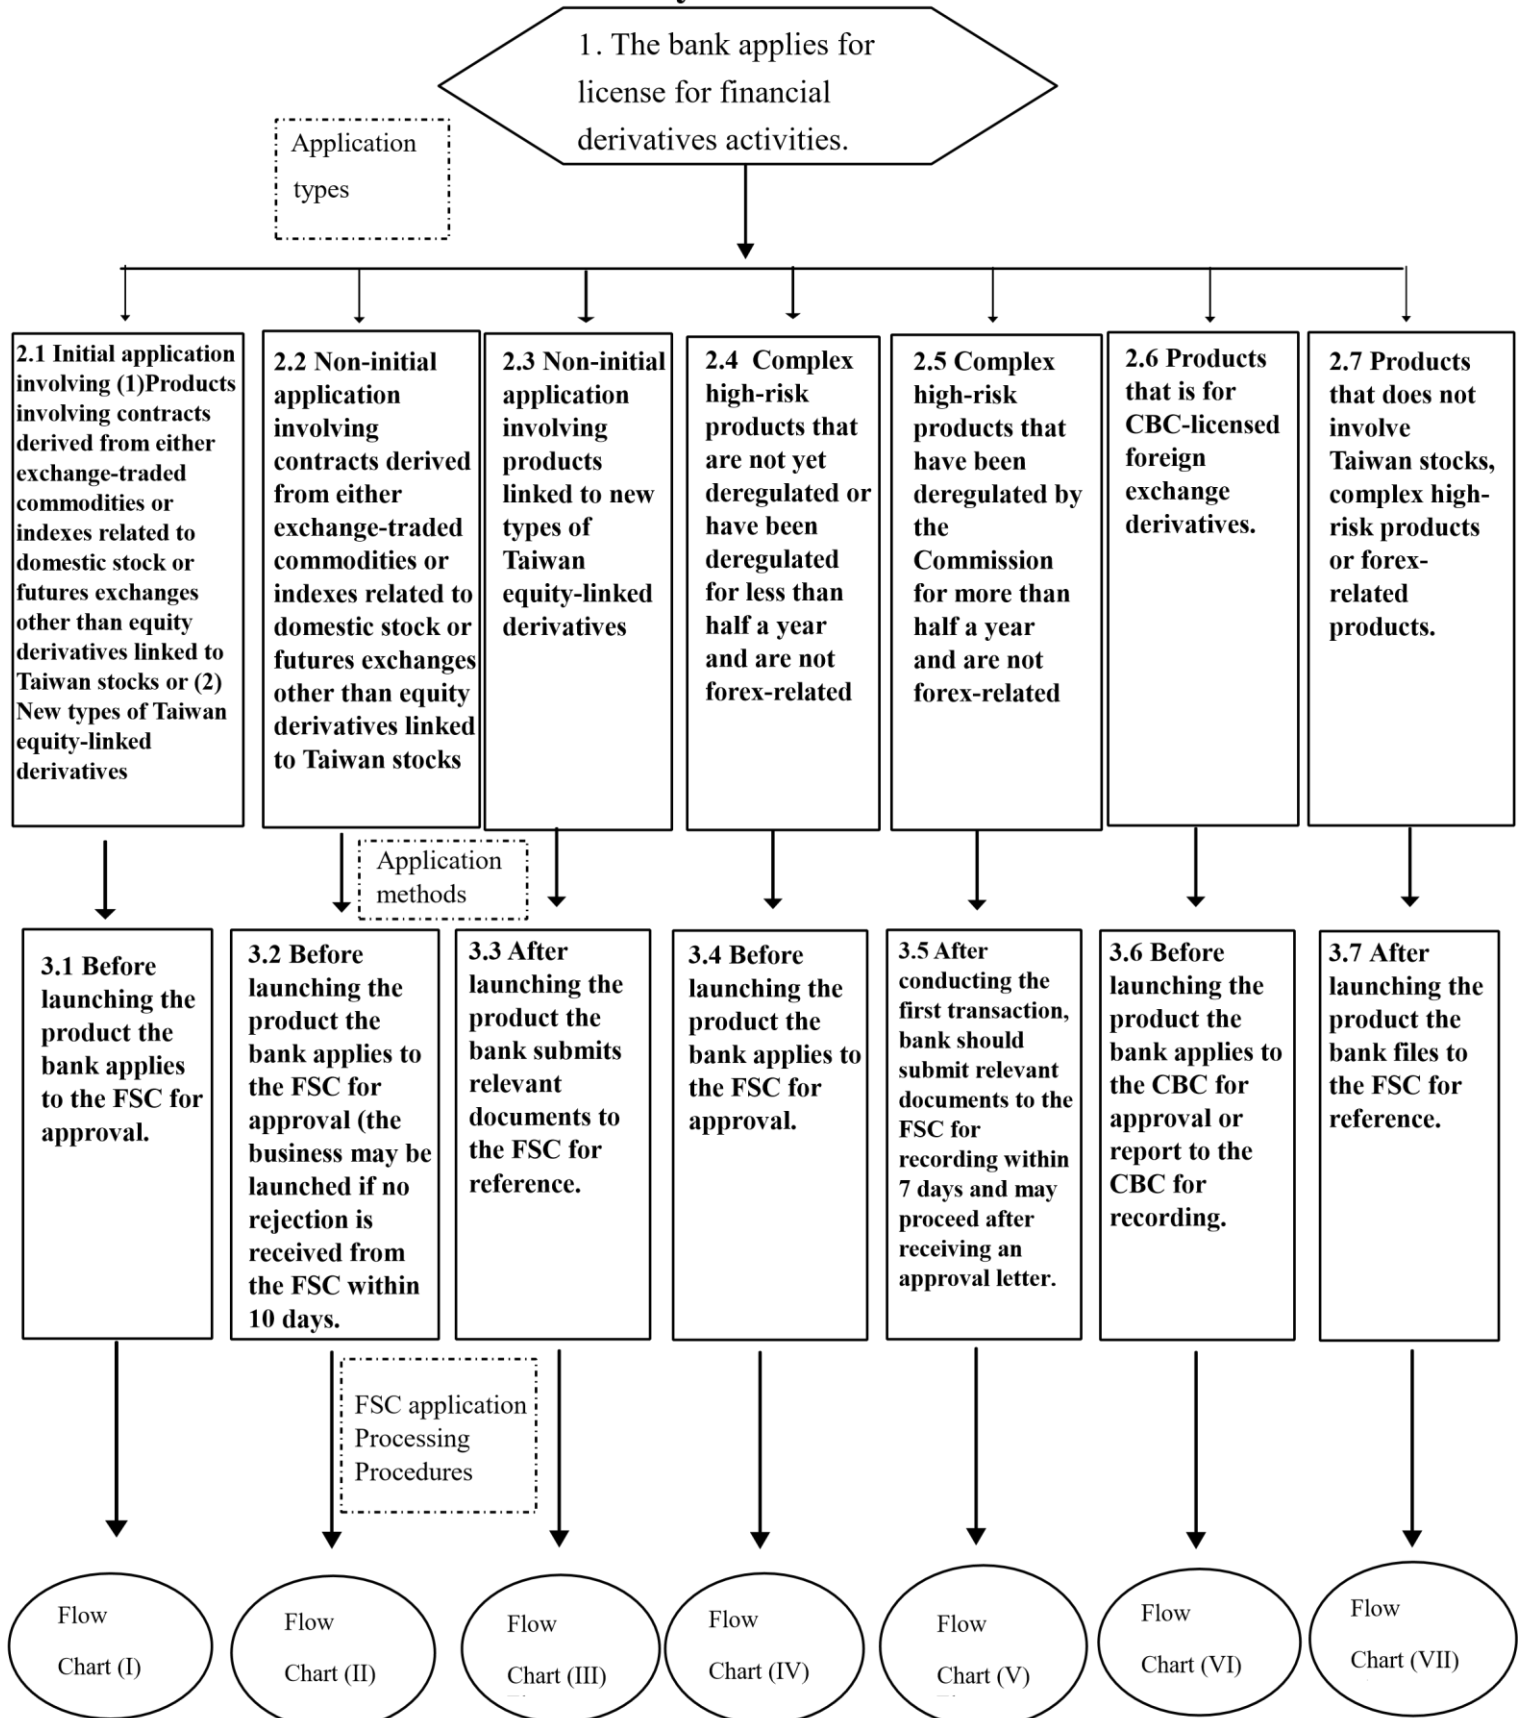 1. The bank applies for
license for financial
derivatives activities.
Application
types
2.1 Initial application
involving (1)Products
involving contracts
derived from either
exchange-traded
commodities or
indexes related to
domestic stock or
futures exchanges
other than equity
derivatives linked to
Taiwan stocks or (2)
New types of Taiwan
equity-linked
derivatives
2.2 Non-initial
application
involving
contracts derived
from either
exchange-traded
commodities or
indexes related to
domestic stock or
futures exchanges
other than equity
derivatives linked
to Taiwan stocks
2.3 Non-initial
application
involving
products
linked to new
types of
Taiwan
equity-linked
derivatives
2.4 Complex
high-risk
products that
are not yet
deregulated or
have been
deregulated
for less than
half a year
and are not
forex-related
2.5 Complex
high-risk
products that
have been
deregulated by
the
Commission
for more than
half a year
and are not
forex-related
2.6 Products
that is for
CBC-licensed
foreign
exchange
derivatives.
2.7 Products
that does not
involve
Taiwan stocks,
complex high-
risk products
or forex-
related
products.
Application
methods
3.1 Before
launching the
product the
bank applies
to the FSC for
approval.
3.2 Before
launching the
product the
bank applies to
the FSC for
approval (the
business may be
launched if no
rejection is
received from
the FSC within
10 days.
3.3 After
launching the
product the
bank submits
relevant
documents to
the FSC for
reference.
3.4 Before
launching the
product the
bank applies to
the FSC for
approval.
3.5 After
conducting the
first transaction,
bank should
submit relevant
documents to the
FSC for
recording within
7 days and may
proceed after
receiving an
approval letter.
3.6 Before
launching the
product the
bank applies to
the CBC for
approval or
report to the
CBC for
recording.
3.7 After
launching the
product the
bank files to
the FSC for
reference.
FSC application
Processing
Procedures
Flow
Chart (I)
Flow
Chart (II)
Flow
Chart (III)
Flow
Chart (IV)
Flow
Chart (V)
Flow
Chart (VI)
Flow
Chart (VII)